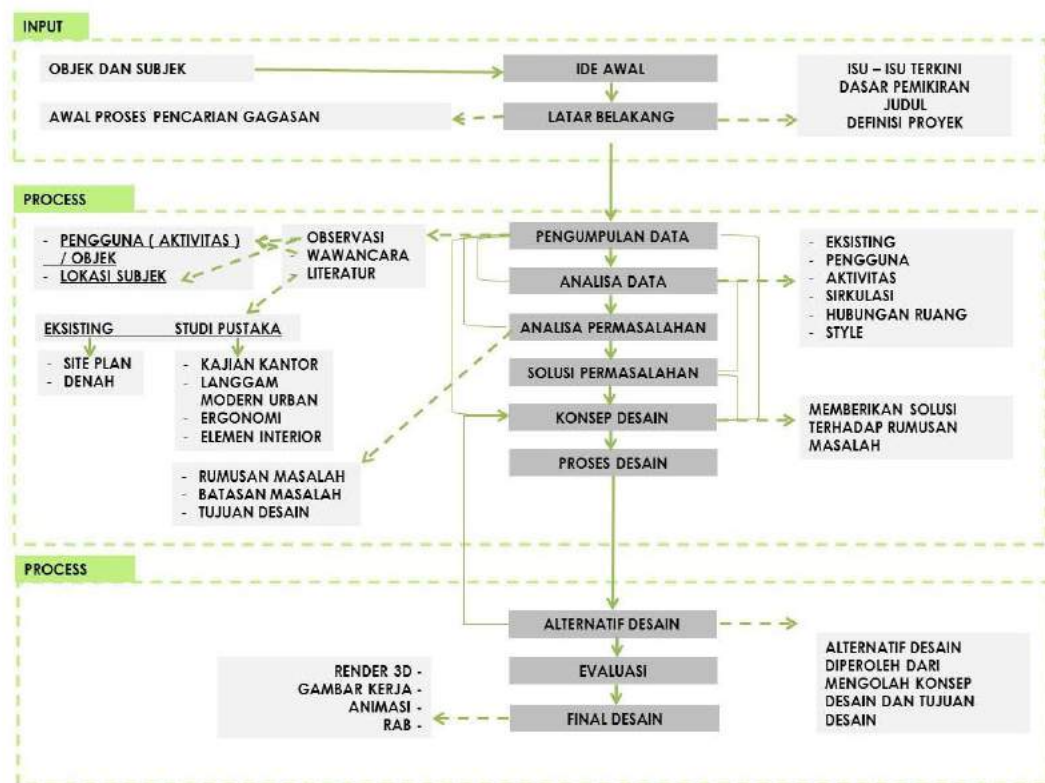 INPUT
OBJEK DAN SUBJEK
IDE AWAL
ISU – ISU TERKINI
DASAR PEMIKIRAN
JUDUL
DEFINISI PROYEK
AWAL PROSES PENCARIAN GAGASAN
LATAR BELAKANG
PROCESS
- PENGGUNA ( AKTIVITAS )
/ OBJEK
- LOKASI SUBJEK
- OBSERVASI
- WAWANCARA
- LITERATUR
PENGUMPULAN DATA
ANALISA DATA
- EKSISTING
- PENGGUNA
- AKTIVITAS
- SIRKULASI
- HUBUNGAN RUANG
- STYLE
EKSISTING
STUDI PUSTAKA
- SITE PLAN
- DENAH
- KAJIAN KANTOR
- LANGGAM
MODERN URBAN
- ERGONOMI
- ELEMEN INTERIOR
ANALISA PERMASALAHAN
SOLUSI PERMASALAHAN
KONSEP DESAIN
MEMBERIKAN SOLUSI
TERHADAP RUMUSAN
MASALAH
PROSES DESAIN
- RUMUSAN MASALAH
- BATASAN MASALAH
- TUJUAN DESAIN
PROCESS
ALTERNATIF DESAIN
ALTERNATIF DESAIN
DIPEROLEH DARI
MENGOLAH KONSEP
DESAIN DAN TUJUAN
DESAIN
EVALUASI
RENDER 3D -
GAMBAR KERJA -
ANIMASI -
RAB -
FINAL DESAIN